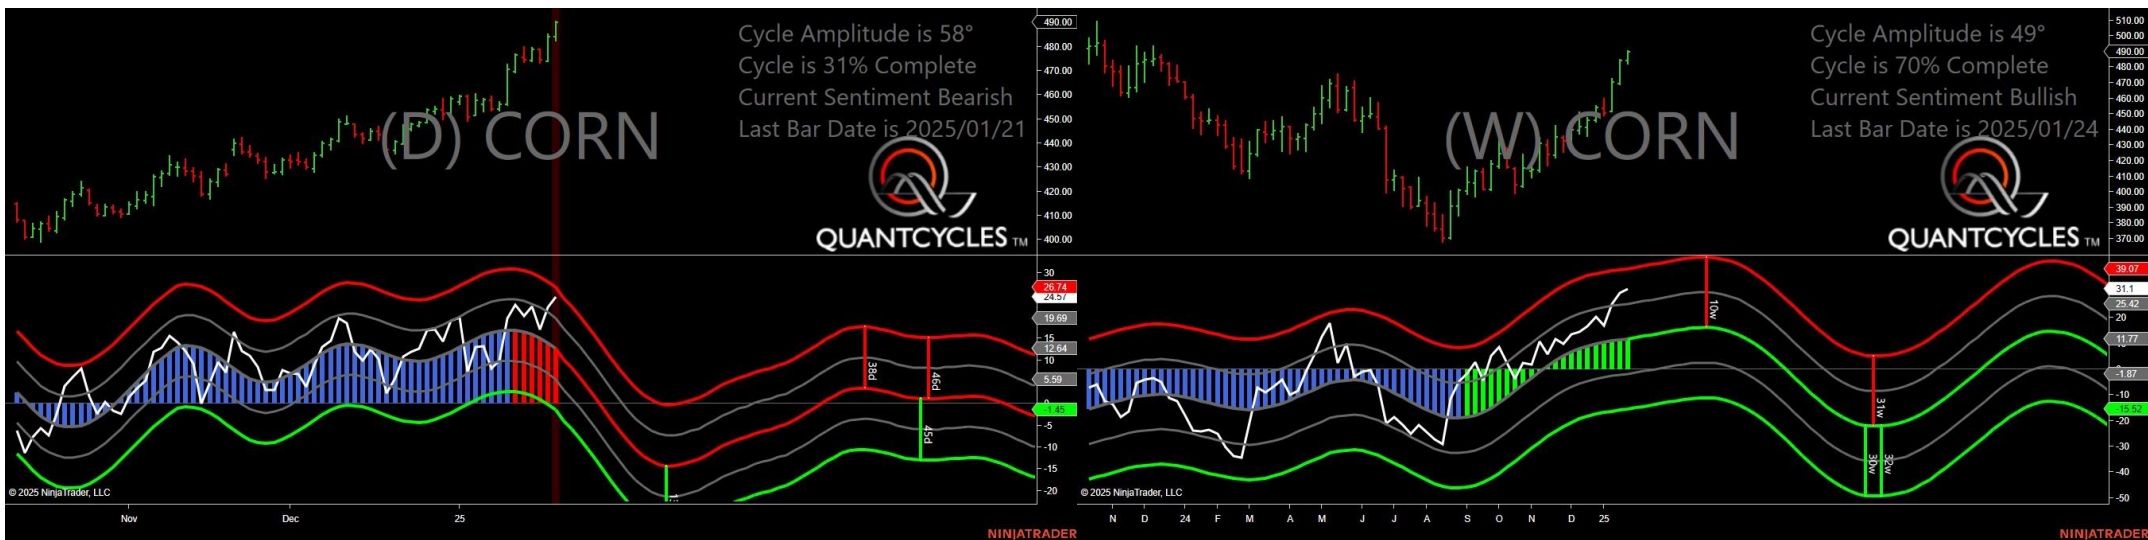 Cycle Amplitude is 58°
Cycle is 31% Complete
Current Sentiment Bearish
Last Bar Date is 2025/01/21
(D) CORN
QUANTCYCLES TM
490.00
480.00
470.00
460.00
450.00
440.00
430.00
420.00
410.00
400.00
30
26.74
24.57
19.69
15
12.64
10
5.59
0
-1.45
-5
-10
-15
-20
38d
46d
45d
© 2025 NinjaTrader, LLC
Nov
Dec
25
NINJATRADER
Cycle Amplitude is 49°
Cycle is 70% Complete
Current Sentiment Bullish
Last Bar Date is 2025/01/24
(W) CORN
QUANTCYCLES TM
510.00
500.00
490.00
480.00
470.00
460.00
450.00
440.00
430.00
420.00
410.00
400.00
390.00
380.00
370.00
39.07
31.1
25.42
20
11.77
-1.87
-10
-15.52
-20
-30
-40
-50
10w
31w
30w
32w
© 2025 NinjaTrader, LLC
N
D
24
F
M
A
M
J
J
A
S
O
N
D
25
NINJATRADER